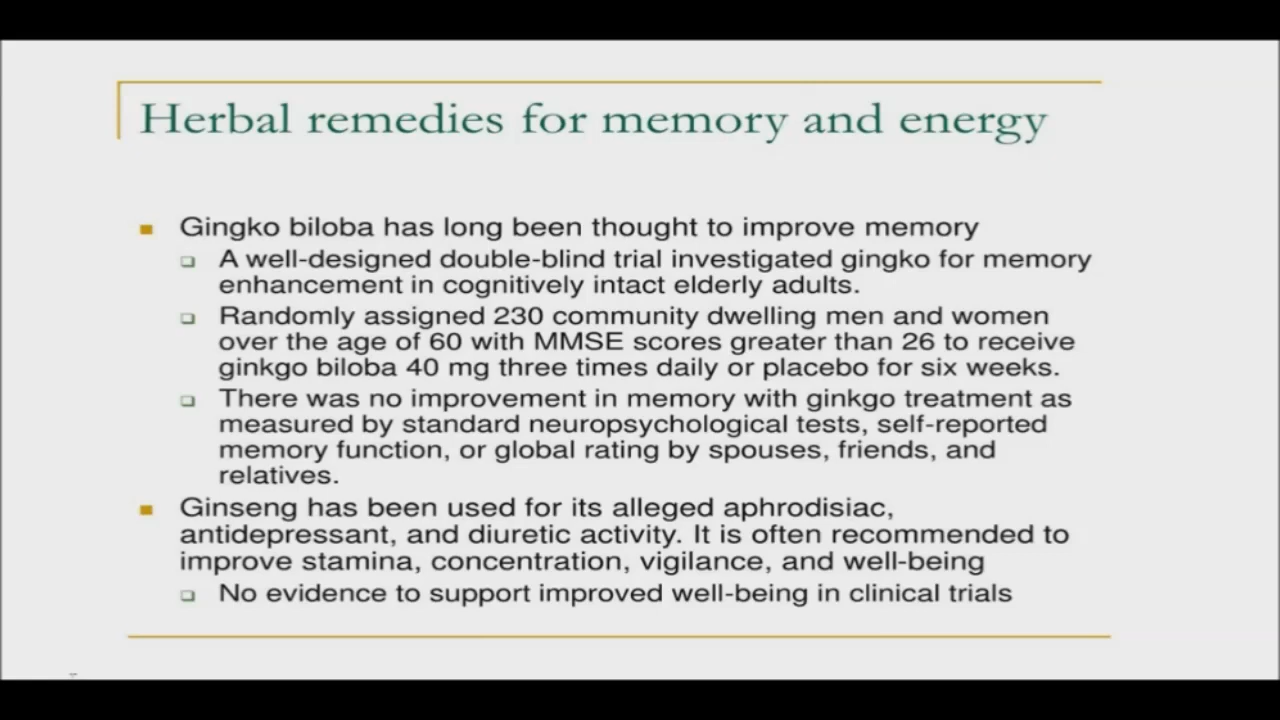 Herbal remedies for memory and energy
Gingko biloba has long been thought to improve memory
A well-designed double-blind trial investigated gingko for memory
enhancement in cognitively intact elderly adults.
Randomly assigned 230 community dwelling men and women
over the age of 60 with MMSE scores greater than 26 to receive
ginkgo biloba 40 mg three times daily or placebo for six weeks.
There was no improvement in memory with ginkgo treatment as
measured by standard neuropsychological tests, self-reported
memory function, or global rating by spouses, friends, and
relatives.
Ginseng has been used for its alleged aphrodisiac,
antidepressant, and diuretic activity. It is often recommended to
improve stamina, concentration, vigilance, and well-being
No evidence to support improved well-being in clinical trials